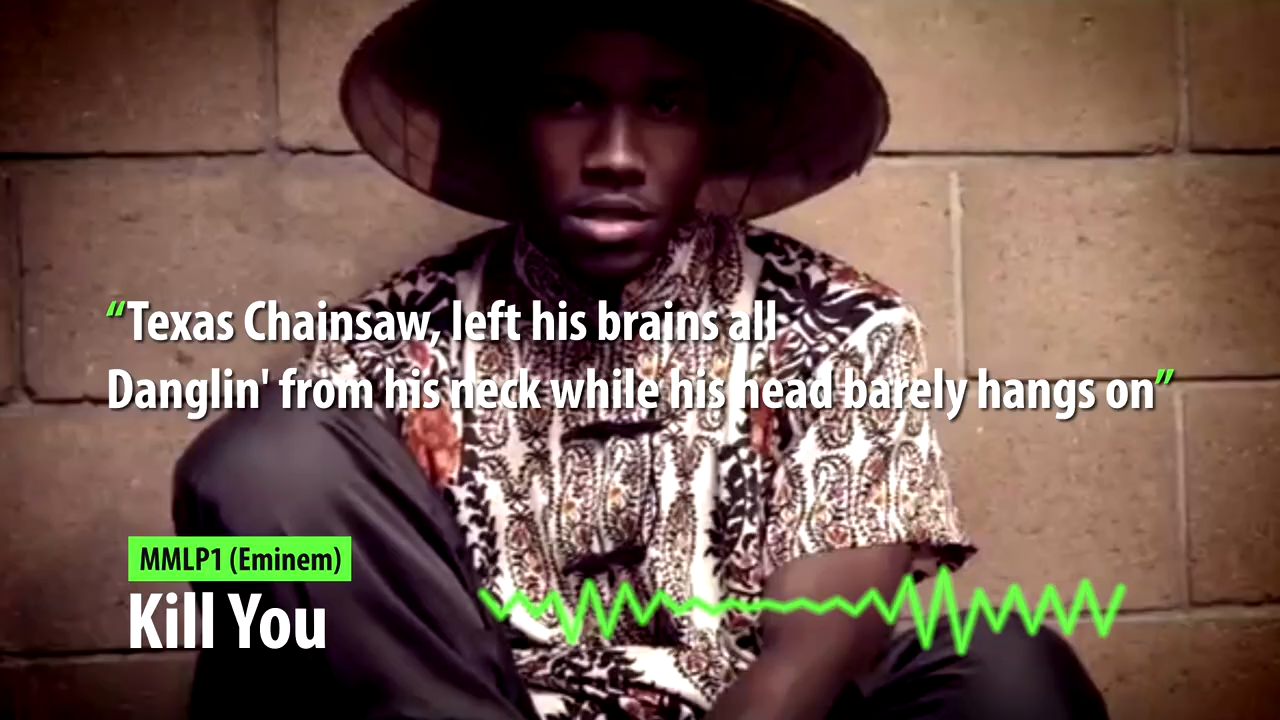 “Texas Chainsaw, left his brains all
Danglin' from his neck while his head barely hangs on”
MMLP1 (Eminem)
Kill You